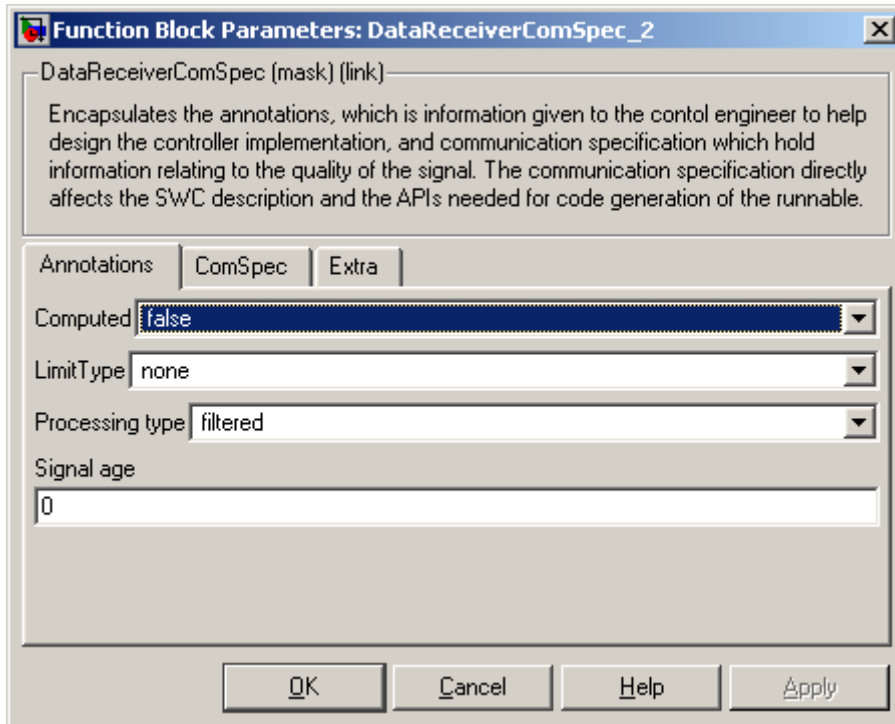 Function Block Parameters: DataReceiverComSpec_2
DataReceiverComSpec (mask) (link)
Encapsulates the annotations, which is information given to the contol engineer to help
design the controller implementation, and communication specification which hold
information relating to the quality of the signal. The communication specification directly
affects the SWC description and the APIs needed for code generation of the runnable.
Annotations ComSpec Extra
Computed false
LimitType none
Processing type filtered
Signal age
0
OK Cancel Help Apply